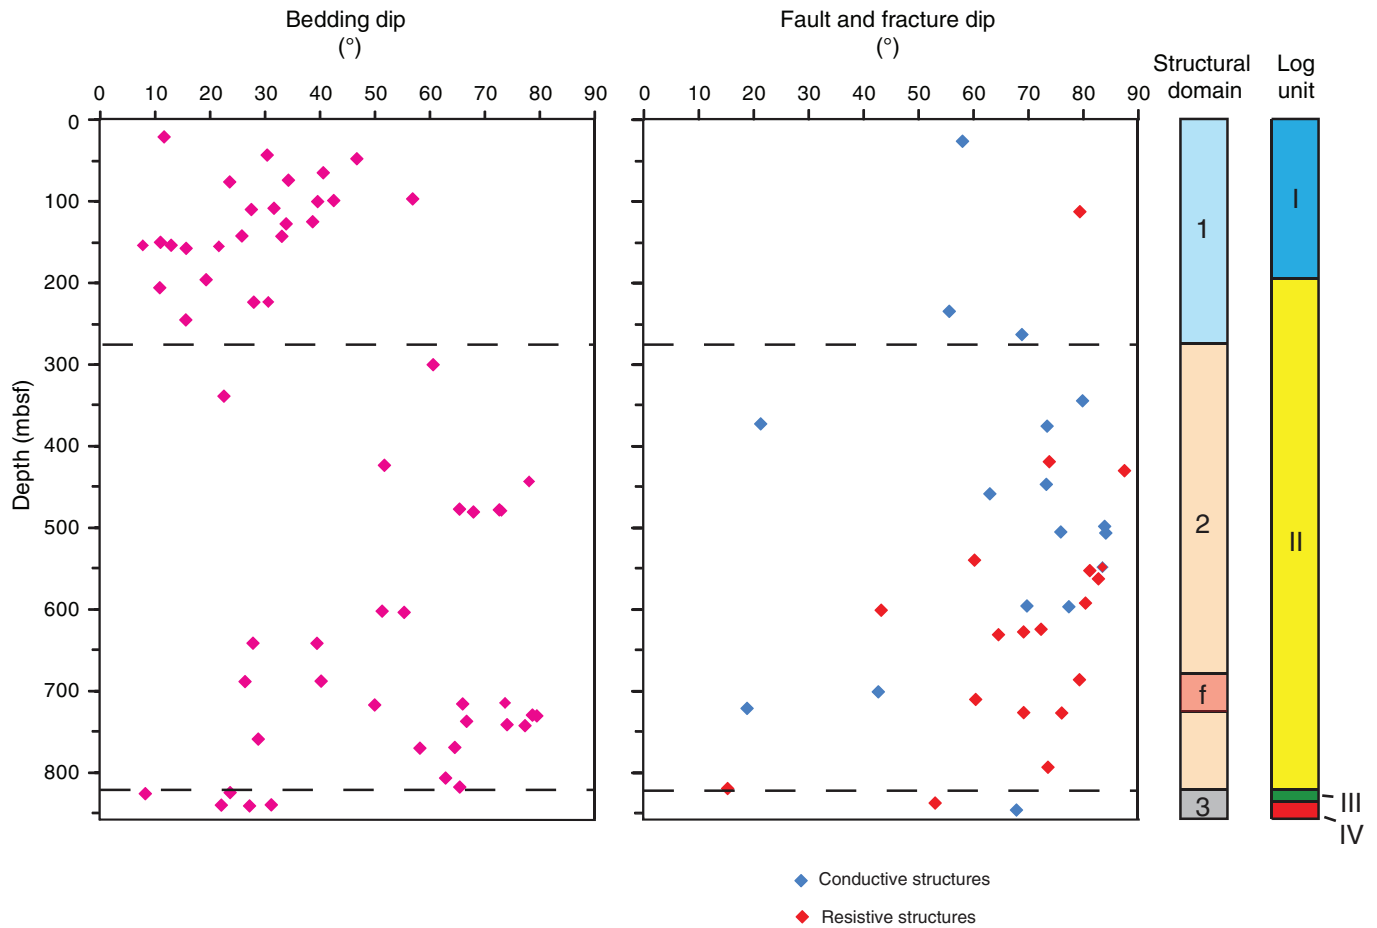 Bedding dip
(°)
Fault and fracture dip
(°)
Structural
domain
Log
unit
0 10 20 30 40 50 60 70 80 90
0 10 20 30 40 50 60 70 80 90
Depth (mbsf)
0
100
200
300
400
500
600
700
800
1
2
f
3
I
II
III
IV
Conductive structures
Resistive structures